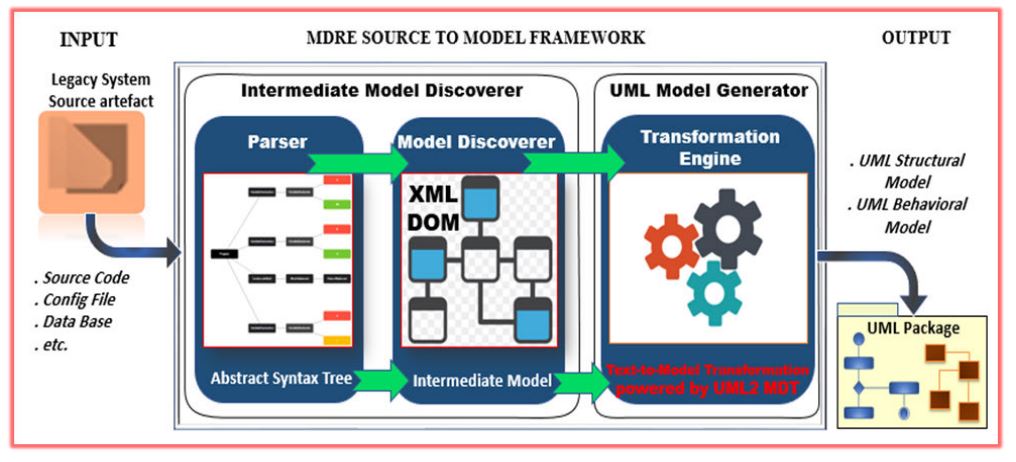 INPUT
MDRE SOURCE TO MODEL FRAMEWORK
OUTPUT
Legacy System
Source artefact
. Source Code
. Config File
. Data Base
. etc.
Intermediate Model Discoverer
Parser
Abstract Syntax Tree
Model Discoverer
XML
DOM
Intermediate Model
UML Model Generator
Transformation
Engine
Text-to-Model Transformation
powered by UML2 MDT
. UML Structural
Model
. UML Behavioral
Model
UML Package